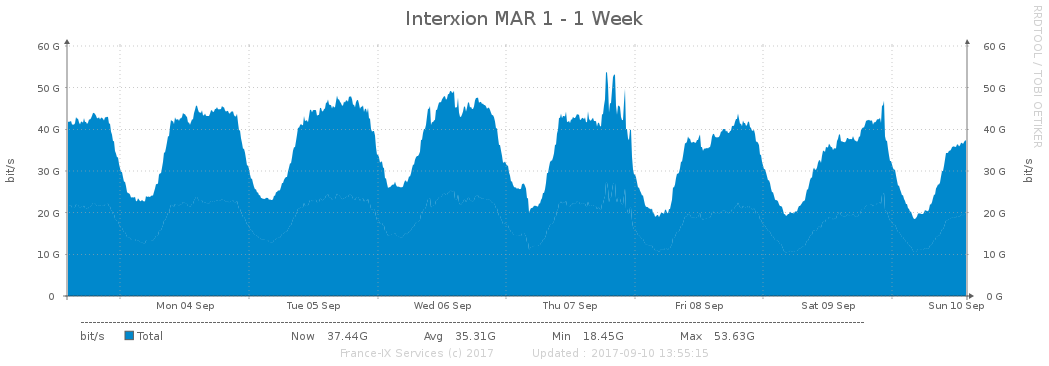 Interxion MAR 1 - 1 Week
RRDTOOL / TOBI OETIKER
60 G 60 G
50 G 50 G
40 G 40 G
30 G 30 G
20 G 20 G
10 G 10 G
0 0 G
bit/s bit/s
Mon 04 Sep Tue 05 Sep Wed 06 Sep Thu 07 Sep Fri 08 Sep Sat 09 Sep Sun 10 Sep
bit/s Total Now 37.44G Avg 35.31G Min 18.45G Max 53.63G
France-IX Services (c) 2017 Updated : 2017-09-10 13:55:15